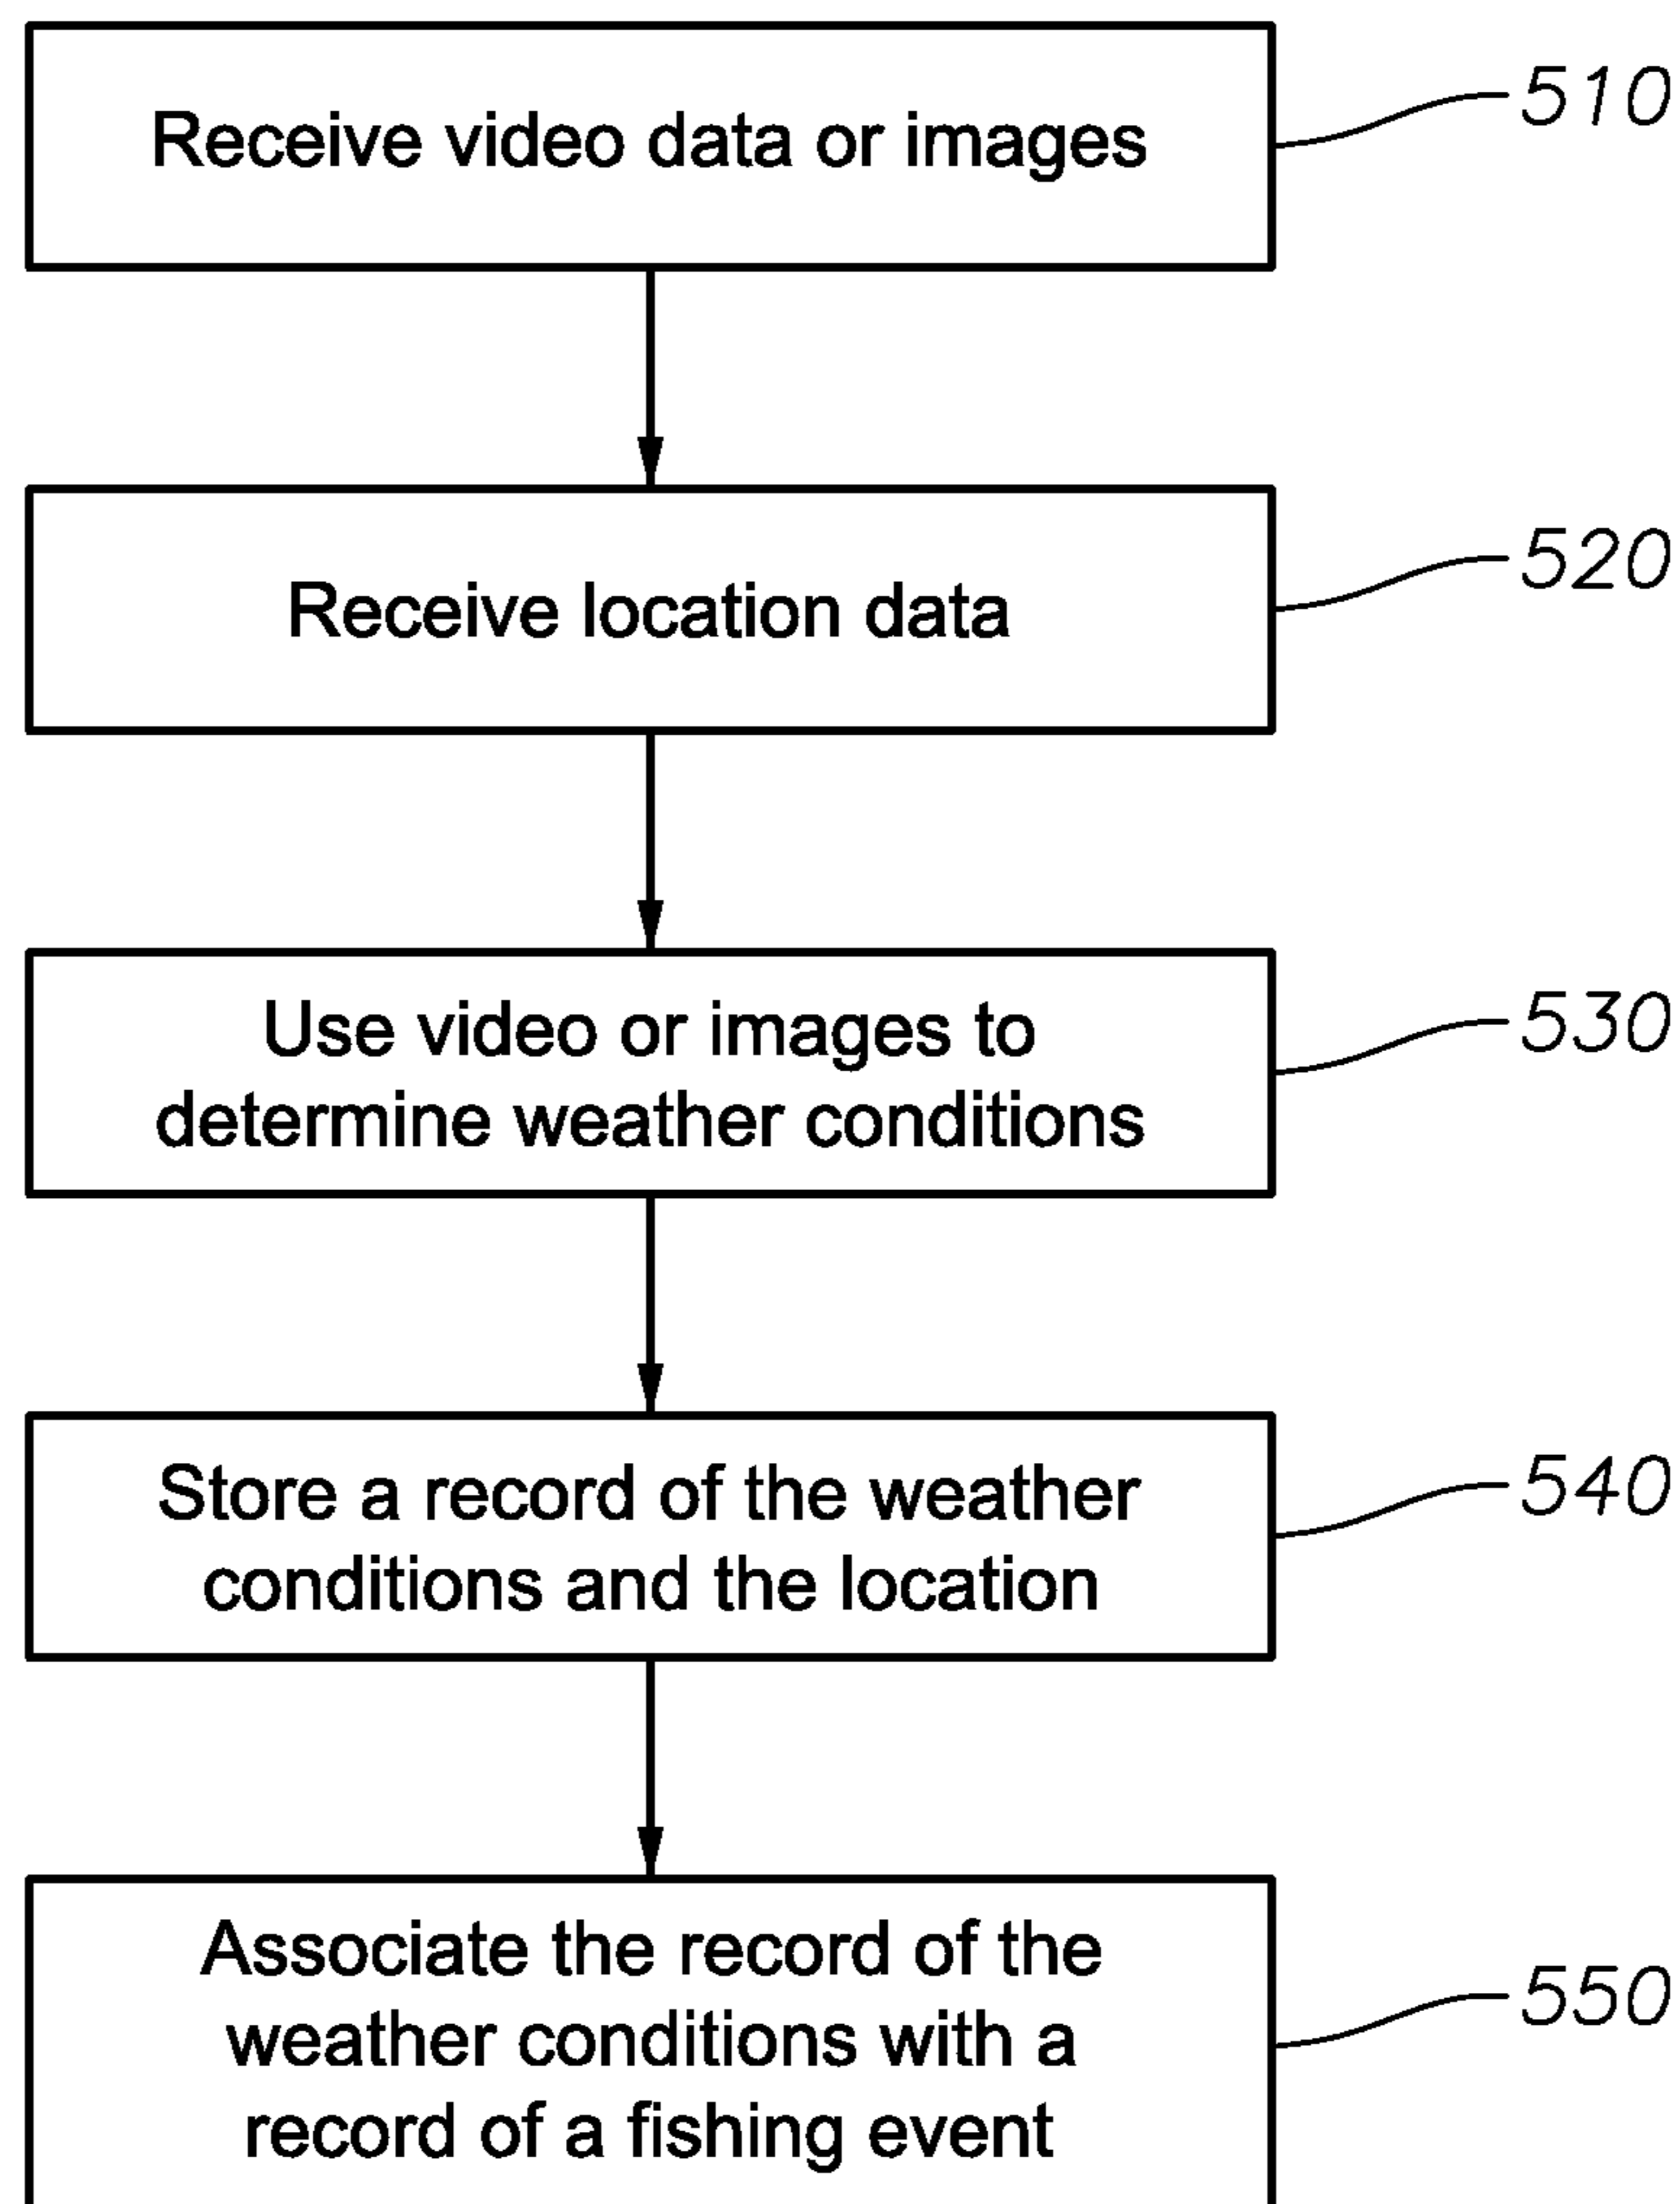 Receive video data or images
510
Receive location data
520
Use video or images to
determine weather conditions
530
Store a record of the weather
conditions and the location
540
Associate the record of the
weather conditions with a
record of a fishing event
550